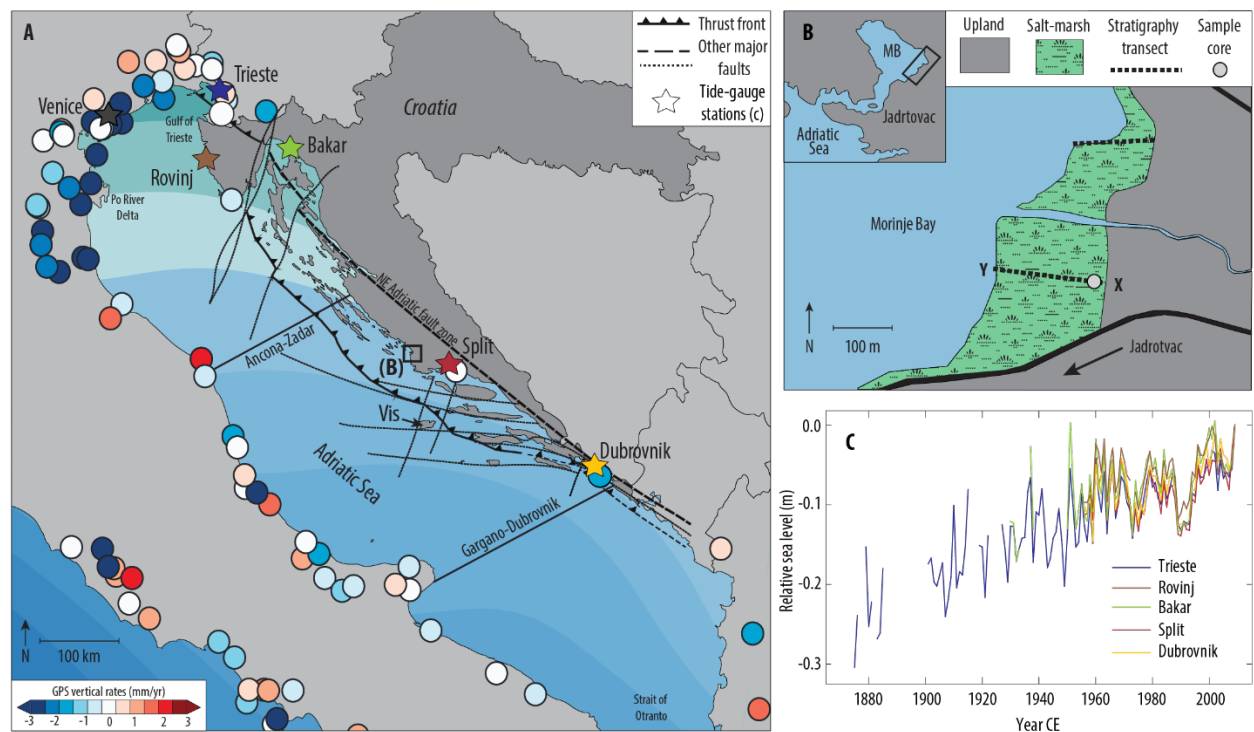 A
Thrust front
Other major
faults
Tide-gauge
stations (c)
Trieste
Venice
Croatia
Gulf of
Trieste
Bakar
Rovinj
Po River
Delta
NE Adriatic fault zone
Ancona-Zadar
Split
(B)
Vis
Adriatic Sea
Dubrovnik
Gargano-Dubrovnik
N
100 km
GPS vertical rates (mm/yr)
-3 -2 -1 0 1 2 3
Strait of
Otranto
B
MB
Jadrtovac
Adriatic
Sea
Upland
Salt-marsh
Stratigraphy
transect
Sample
core
Morinje Bay
Y
X
N
100 m
Jadrotvac
C
Relative sea level (m)
0.0
-0.1
-0.2
-0.3
Trieste
Rovinj
Bakar
Split
Dubrovnik
1880 1900 1920 1940 1960 1980 2000
Year CE